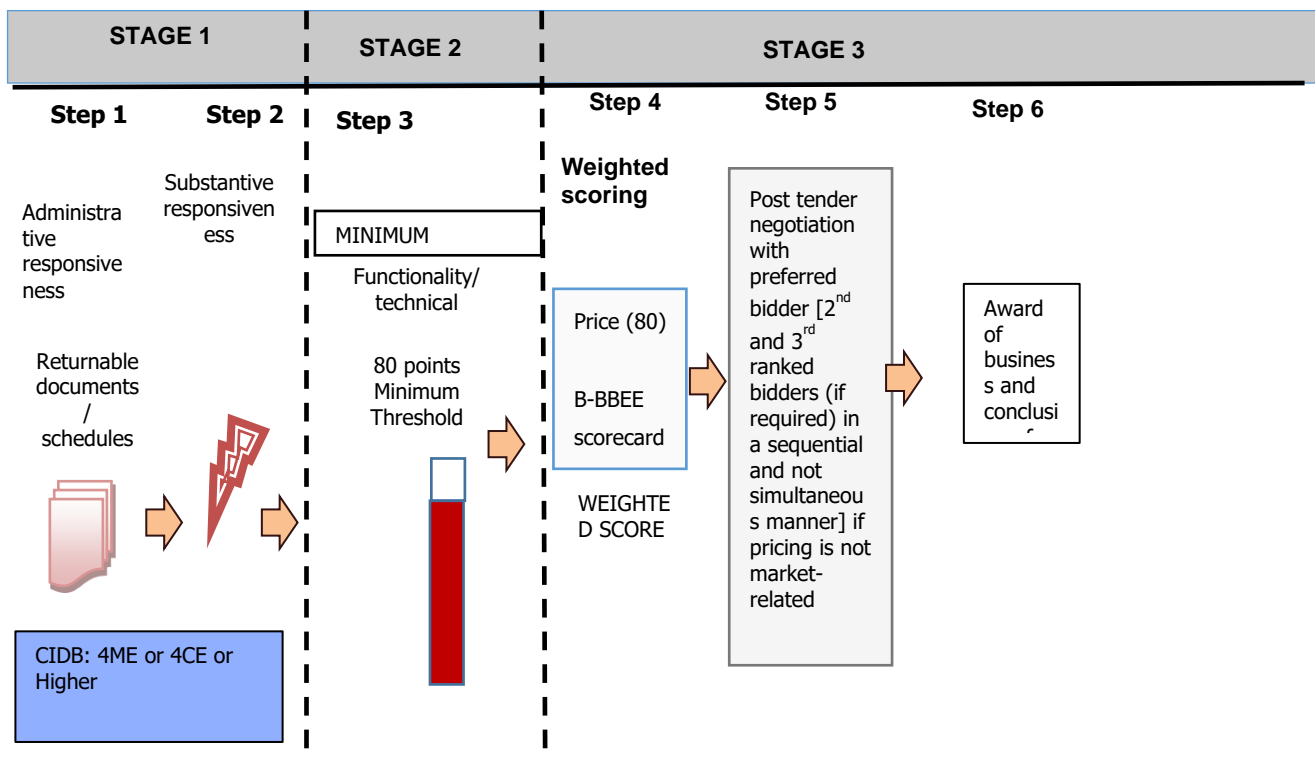 STAGE 1
STAGE 2
STAGE 3
Step 1
Step 2
Step 3
Step 4
Step 5
Step 6
Administra
tive
responsive
ness
Returnable
documents
/
schedules
CIDB: 4ME or 4CE or
Higher
Substantive
responsiven
ess
MINIMUM
Functionality/
technical
80 points
Minimum
Threshold
Weighted
scoring
Price (80)
B-BBEE
scorecard
WEIGHTE
D SCORE
Post tender
negotiation
with
preferred
bidder [2nd
and 3rd
ranked
bidders (if
required) in
a sequential
and not
simultaneou
s manner] if
pricing is not
market-
related
Award
of
busines
s and
conclusi